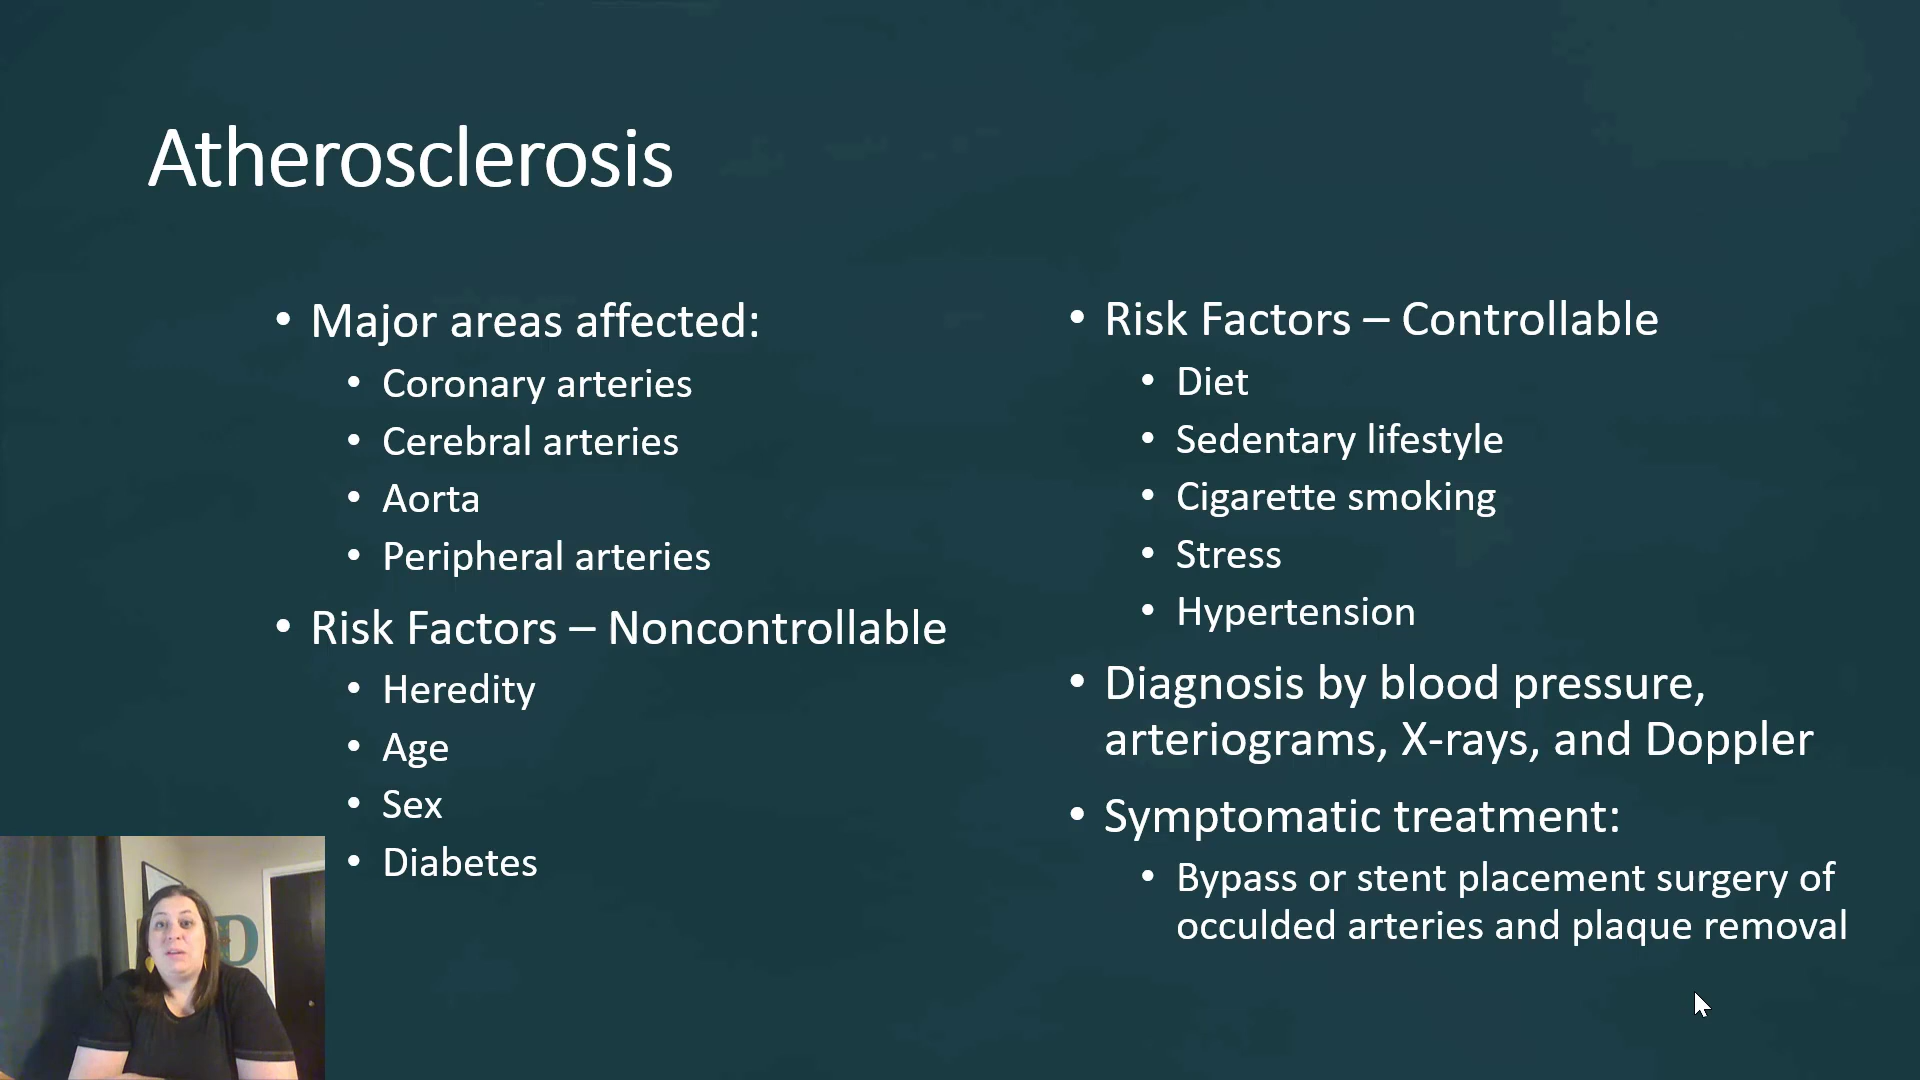 Atherosclerosis
• Major areas affected:
• Coronary arteries
• Cerebral arteries
• Aorta
• Peripheral arteries
• Risk Factors – Noncontrollable
• Heredity
• Age
• Sex
• Diabetes
• Risk Factors – Controllable
• Diet
• Sedentary lifestyle
• Cigarette smoking
• Stress
• Hypertension
• Diagnosis by blood pressure,
arteriograms, X-rays, and Doppler
• Symptomatic treatment:
• Bypass or stent placement surgery of
occulded arteries and plaque removal
D